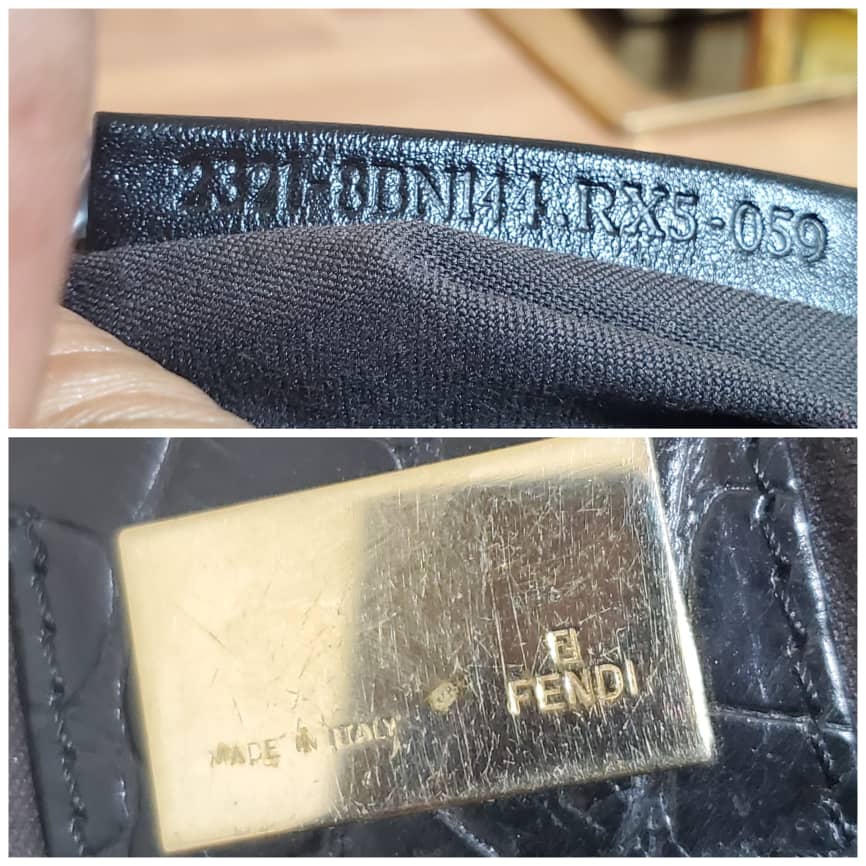 2321-8BN144.RX5-059
FENDI
MADE IN ITALY